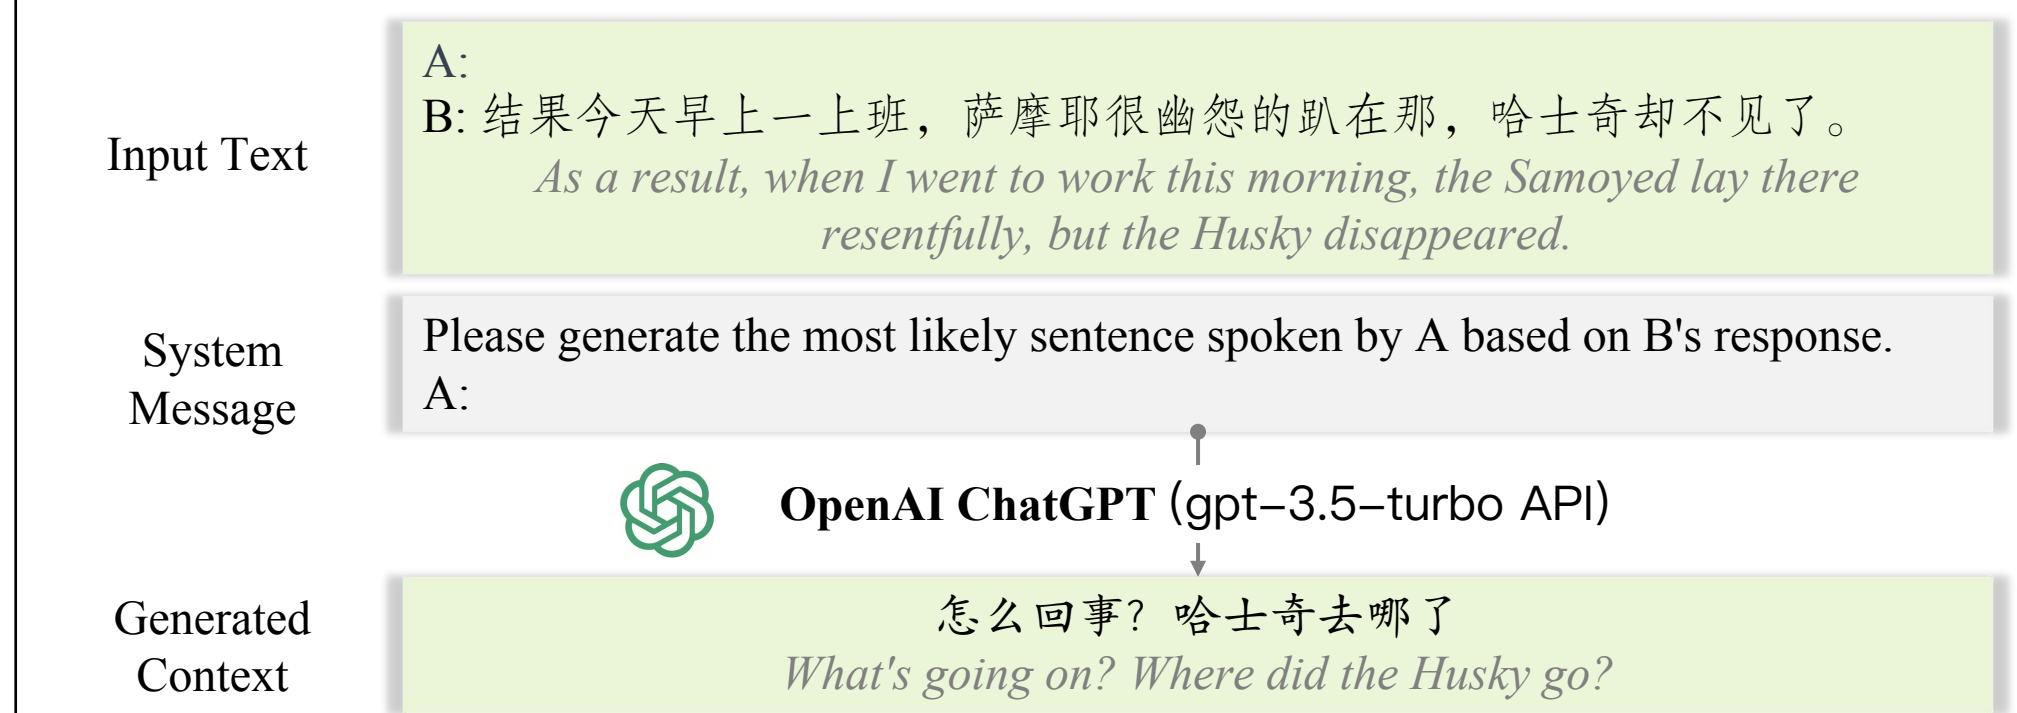 Input Text
A:
B: 结果今天早上一上班，萨摩耶很幽怨的趴在那，哈士奇却不见了。
As a result, when I went to work this morning, the Samoyed lay there
resentfully, but the Husky disappeared.
System
Message
Please generate the most likely sentence spoken by A based on B's response.
A:
OpenAI ChatGPT (gpt-3.5-turbo API)
Generated
Context
怎么回事？哈士奇去哪了
What's going on? Where did the Husky go?